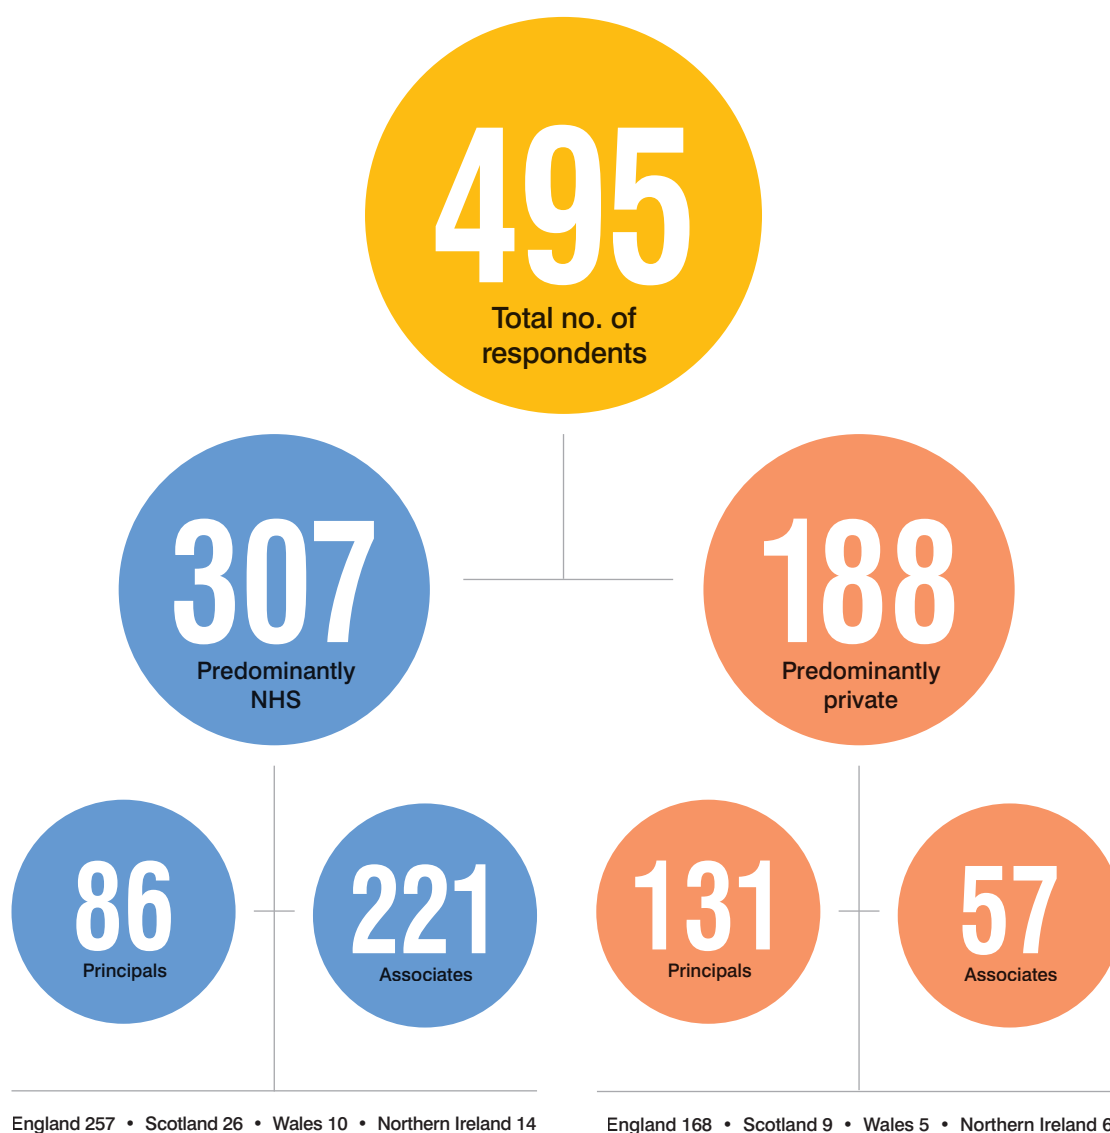 495
Total no. of
respondents
307
Predominantly
NHS
188
Predominantly
private
86
Principals
221
Associates
131
Principals
57
Associates
England 257 • Scotland 26 • Wales 10 • Northern Ireland 14
England 168 • Scotland 9 • Wales 5 • Northern Ireland 6